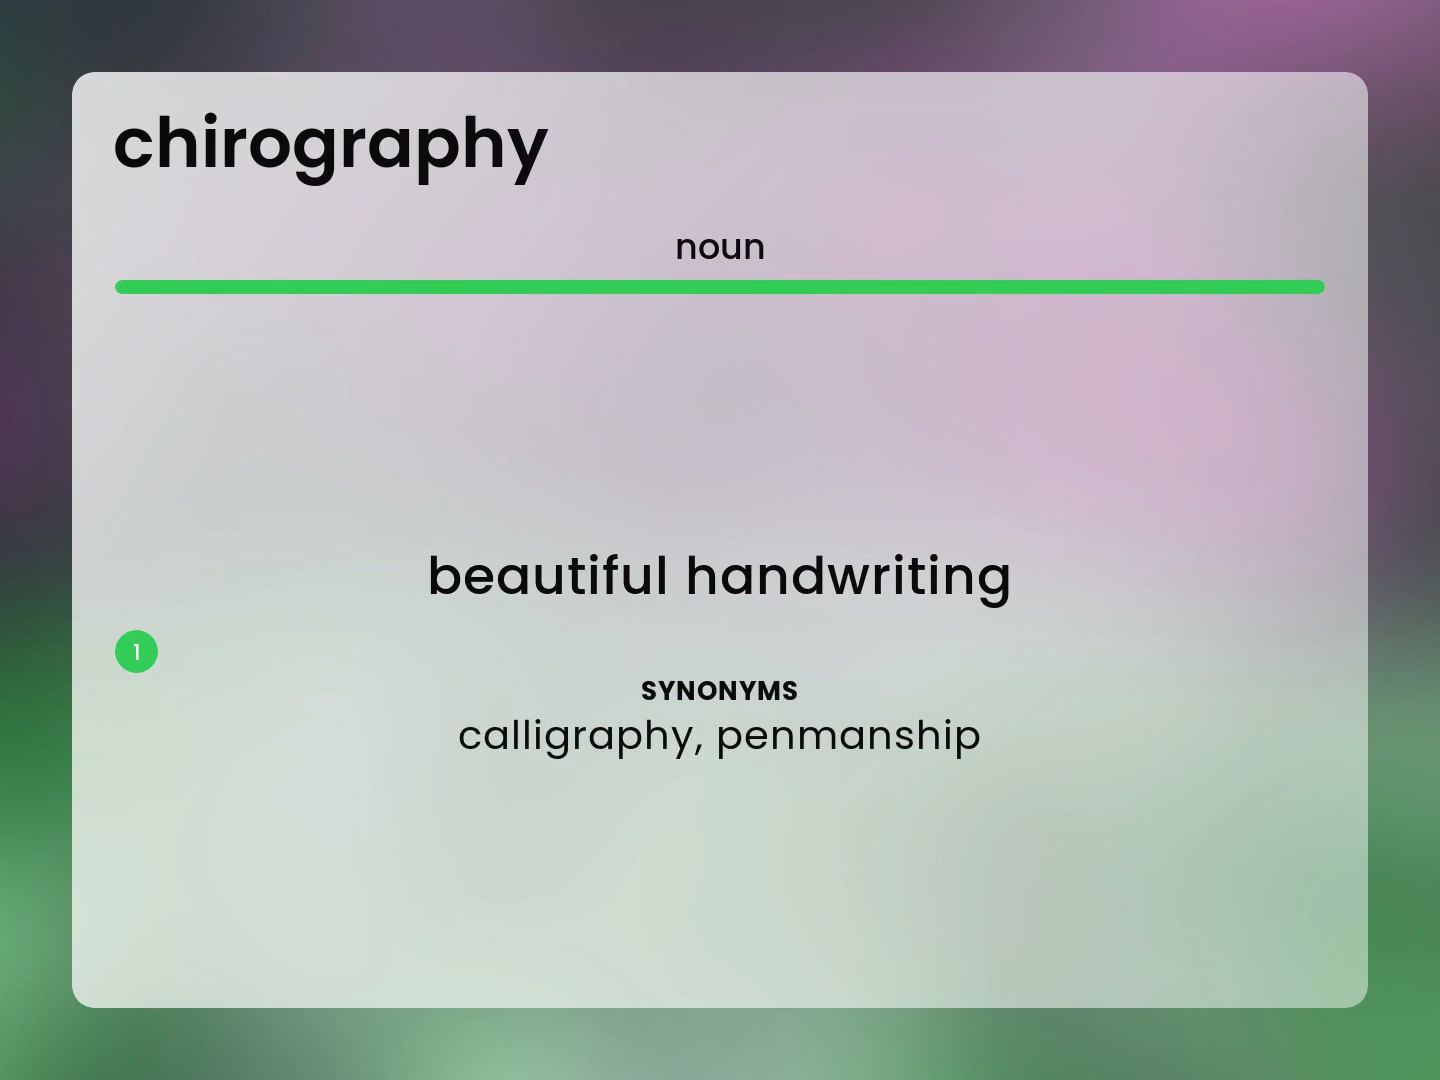 chirography
noun
beautiful handwriting
1
SYNONYMS
calligraphy, penmanship